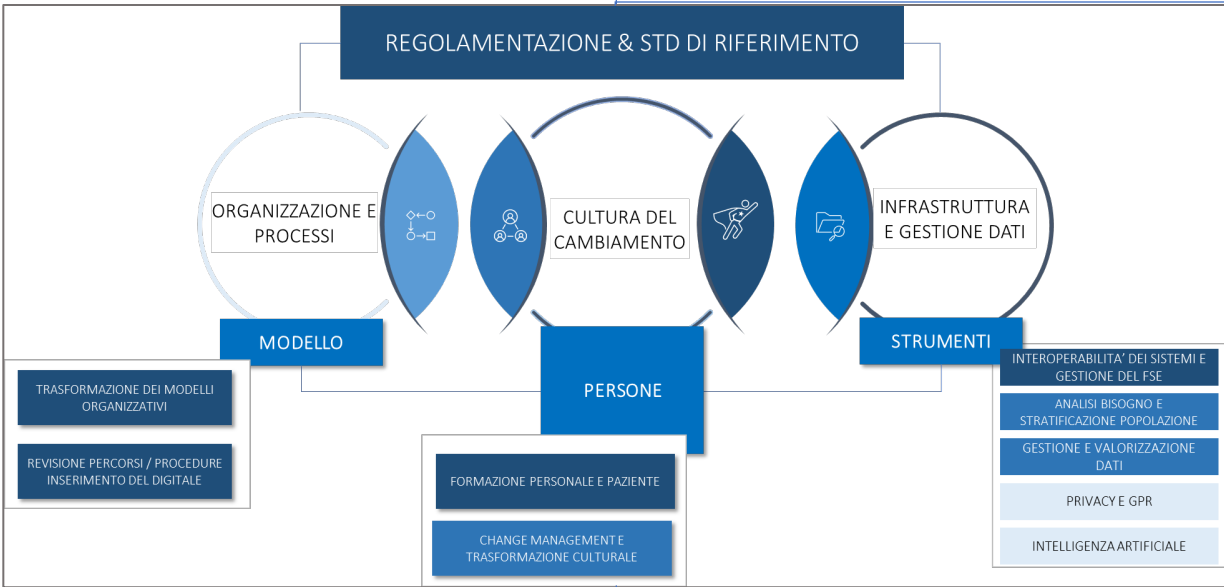 REGOLAMENTAZIONE & STD DI RIFERIMENTO
ORGANIZZAZIONE E
PROCESSI
CULTURA DEL
CAMBIAMENTO
INFRASTRUTTURA
E GESTIONE DATI
MODELLO
PERSONE
STRUMENTI
TRASFORMAZIONE DEI MODELLI
ORGANIZZATIVI
REVISIONE PERCORSI / PROCEDURE
INSERIMENTO DEL DIGITALE
FORMAZIONE PERSONALE E PAZIENTE
CHANGE MANAGEMENT E
TRASFORMAZIONE CULTURALE
INTEROPERABILITA’ DEI SISTEMI E
GESTIONE DEL FSE
ANALISI BISOGNO E
STRATIFICAZIONE POPOLAZIONE
GESTIONE E VALORIZZAZIONE
DATI
PRIVACY E GPR
INTELLIGENZA ARTIFICIALE